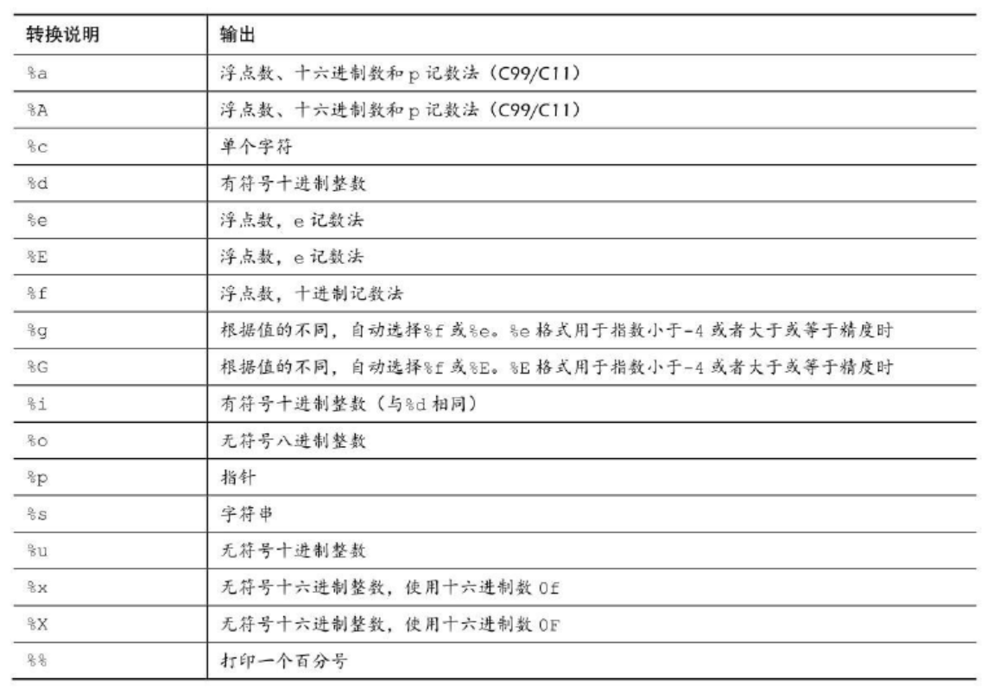 转换说明 输出
%a 浮点数、十六进制数和 p 记数法（C99/C11）
%A 浮点数、十六进制数和 p 记数法（C99/C11）
%c 单个字符
%d 有符号十进制整数
%e 浮点数，e 记数法
%E 浮点数，e 记数法
%f 浮点数，十进制记数法
%g 根据值的不同，自动选择%f 或%e。%e 格式用于指数小于-4 或者大于或等于精度时
%G 根据值的不同，自动选择%f 或%E。%E 格式用于指数小于-4 或者大于或等于精度时
%i 有符号十进制整数（与%d 相同）
%o 无符号八进制整数
%p 指针
%s 字符串
%u 无符号十进制整数
%x 无符号十六进制整数，使用十六进制数 0f
%X 无符号十六进制整数，使用十六进制数 0F
%% 打印一个百分号